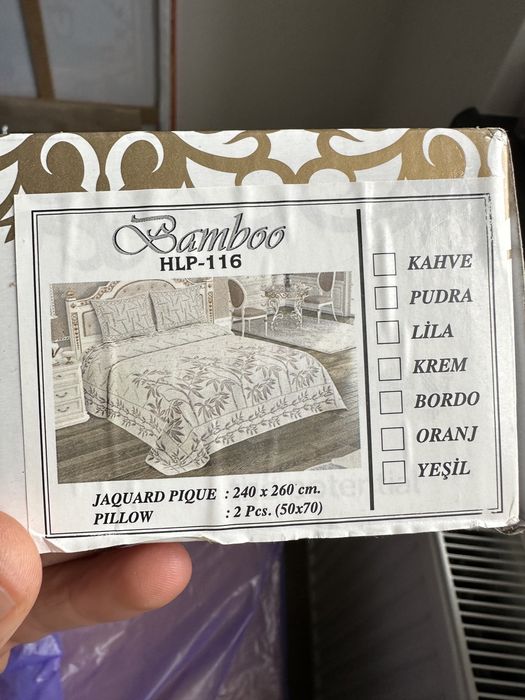 Bamboo
HLP-116
KAHVE
PUDRA
LİLA
KREM
BORDO
ORANJ
YEŞİL
JAQUARD PIQUE : 240 x 260 cm.
PILLOW : 2 Pcs. (50x70)